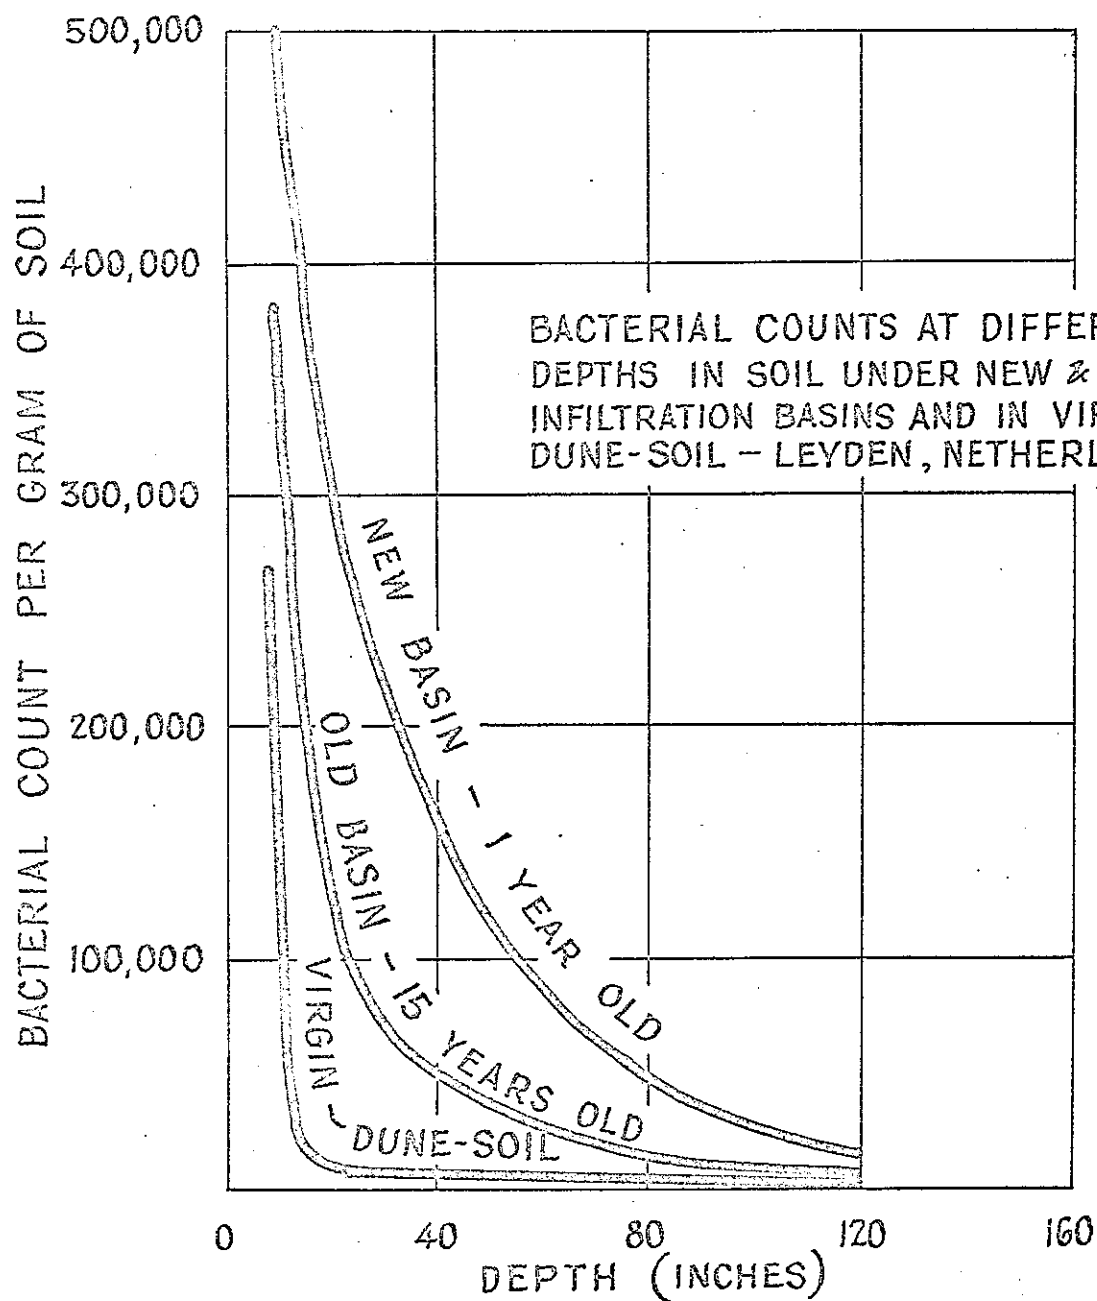 500,000
400,000
300,000
200,000
100,000
BACTERIAL COUNT PER GRAM OF SOIL
BACTERIAL COUNTS AT DIFFER
DEPTHS IN SOIL UNDER NEW &
INFILTRATION BASINS AND IN VIR
DUNE-SOIL – LEYDEN, NETHERL
NEW BASIN – 1 YEAR OLD
OLD BASIN – 15 YEARS OLD
VIRGIN – DUNE-SOIL
0 40 80 120 160
DEPTH (INCHES)